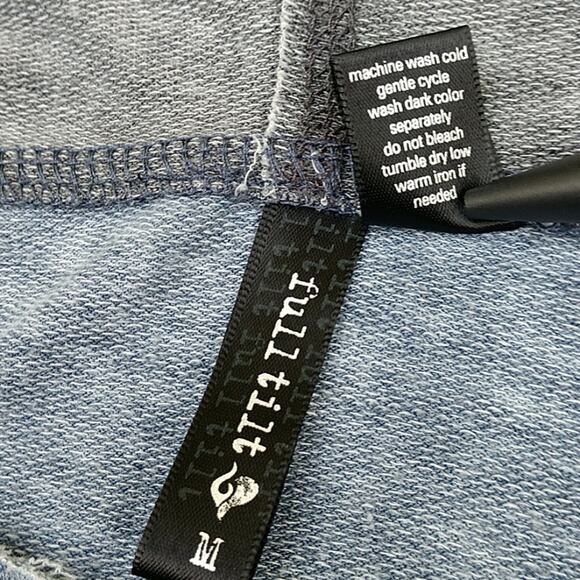 machine wash cold
gentle cycle
wash dark color
separately
do not bleach
tumble dry low
warm iron if
needed
full tilt
M